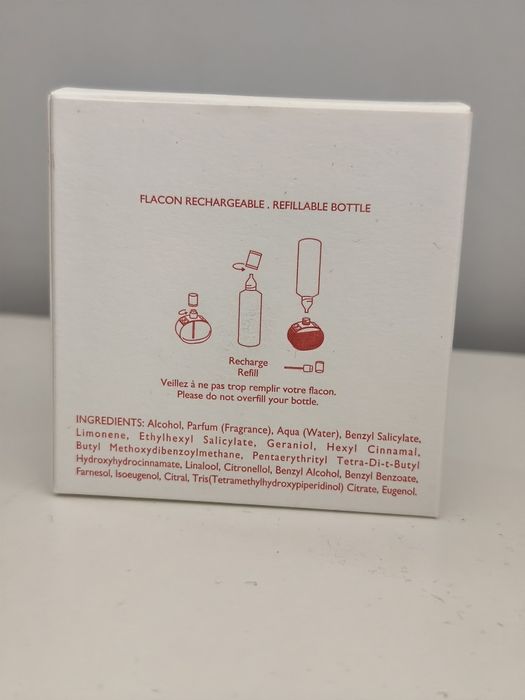 FLACON RECHARGEABLE . REFILLABLE BOTTLE
Recharge
Refill
Veillez à ne pas trop remplir votre flacon.
Please do not overfill your bottle.
INGREDIENTS: Alcohol, Parfum (Fragrance), Aqua (Water), Benzyl Salicylate,
Limonene, Ethylhexyl Salicylate, Geraniol, Hexyl Cinnamal,
Butyl Methoxydibenzoylmethane, Pentaerythrityl Tetra-Di-t-Butyl
Hydroxyhydrocinnamate, Linalool, Citronellol, Benzyl Alcohol, Benzyl Benzoate,
Farnesol, Isoeugenol, Citral, Tris(Tetramethylhydroxypiperidinol) Citrate, Eugenol.